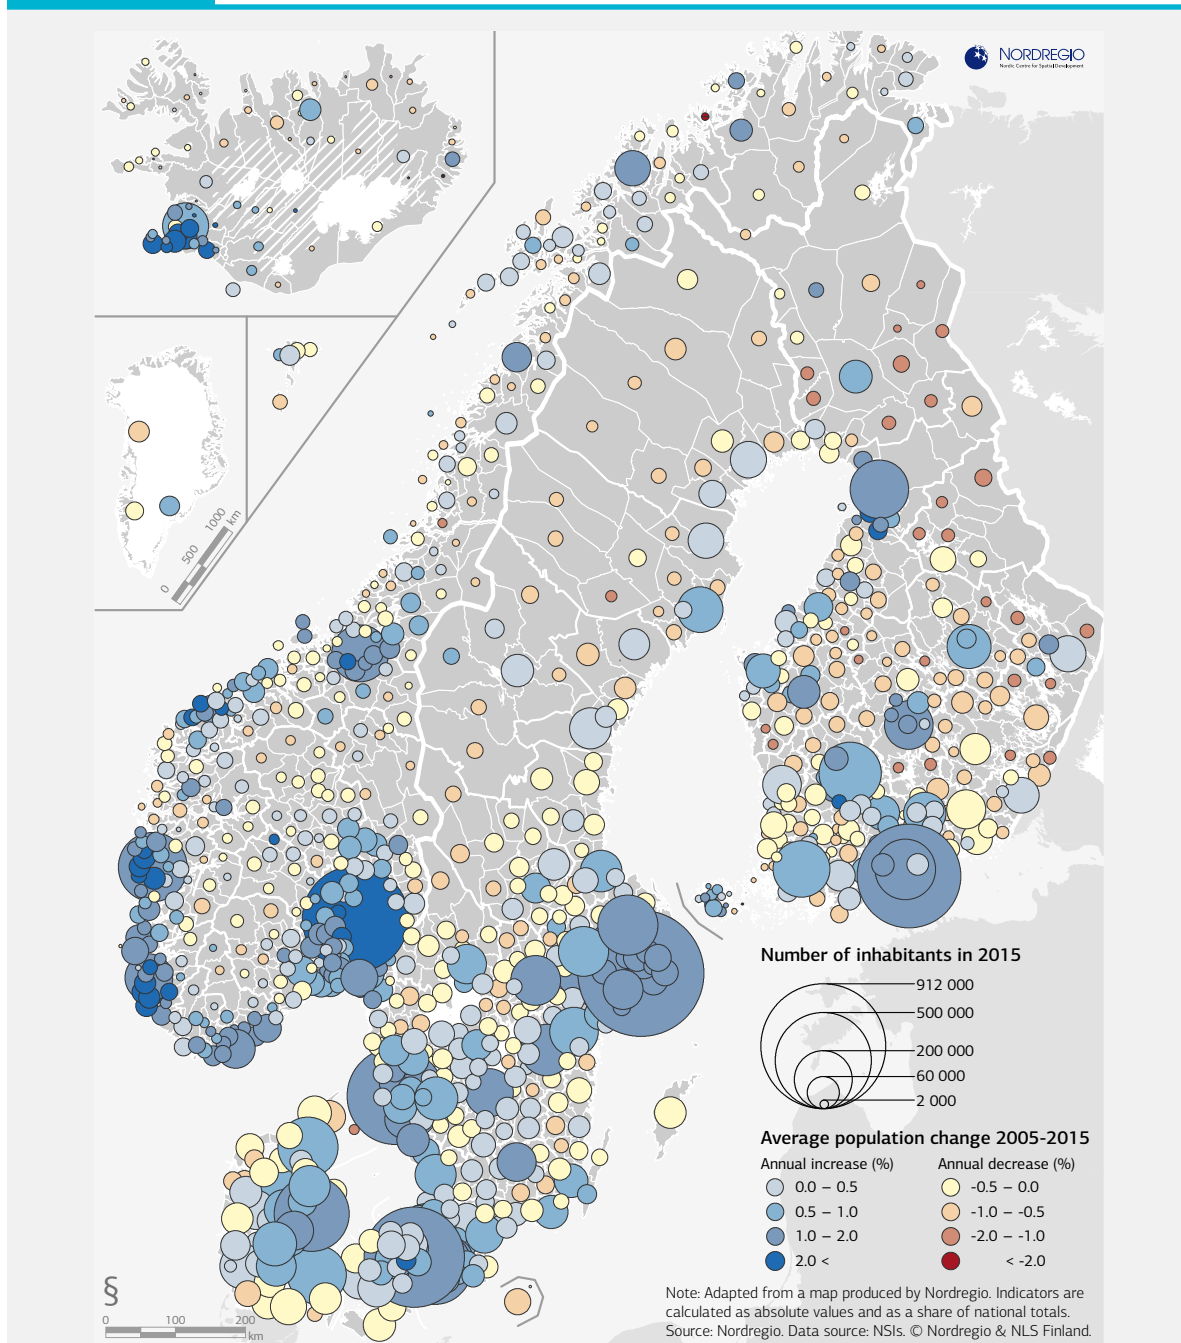 NORDREGIO
Nordic Centre for Spatial Development
0
500
1000
km
Number of inhabitants in 2015
912 000
500 000
200 000
60 000
2 000
Average population change 2005-2015
Annual increase (%)
Annual decrease (%)
0.0 – 0.5
-0.5 – 0.0
0.5 – 1.0
-1.0 – -0.5
1.0 – 2.0
-2.0 – -1.0
2.0 <
< -2.0
§
0
100
200
km
Note: Adapted from a map produced by Nordregio. Indicators are
calculated as absolute values and as a share of national totals.
Source: Nordregio. Data source: NSIs. © Nordregio & NLS Finland.